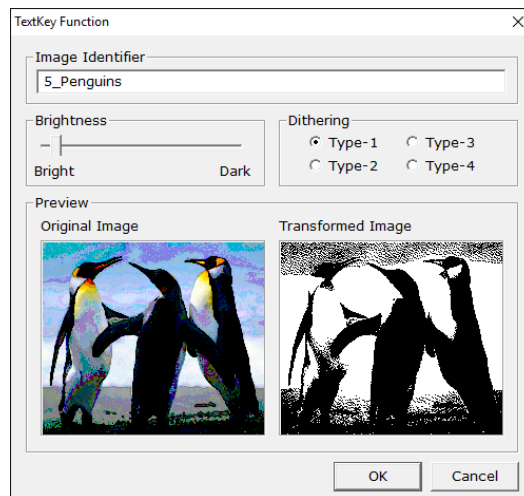 TextKey Function
Image Identifier
5_Penguins
Brightness
Bright Dark
Dithering
Type-1 Type-3
Type-2 Type-4
Preview
Original Image Transformed Image
OK Cancel